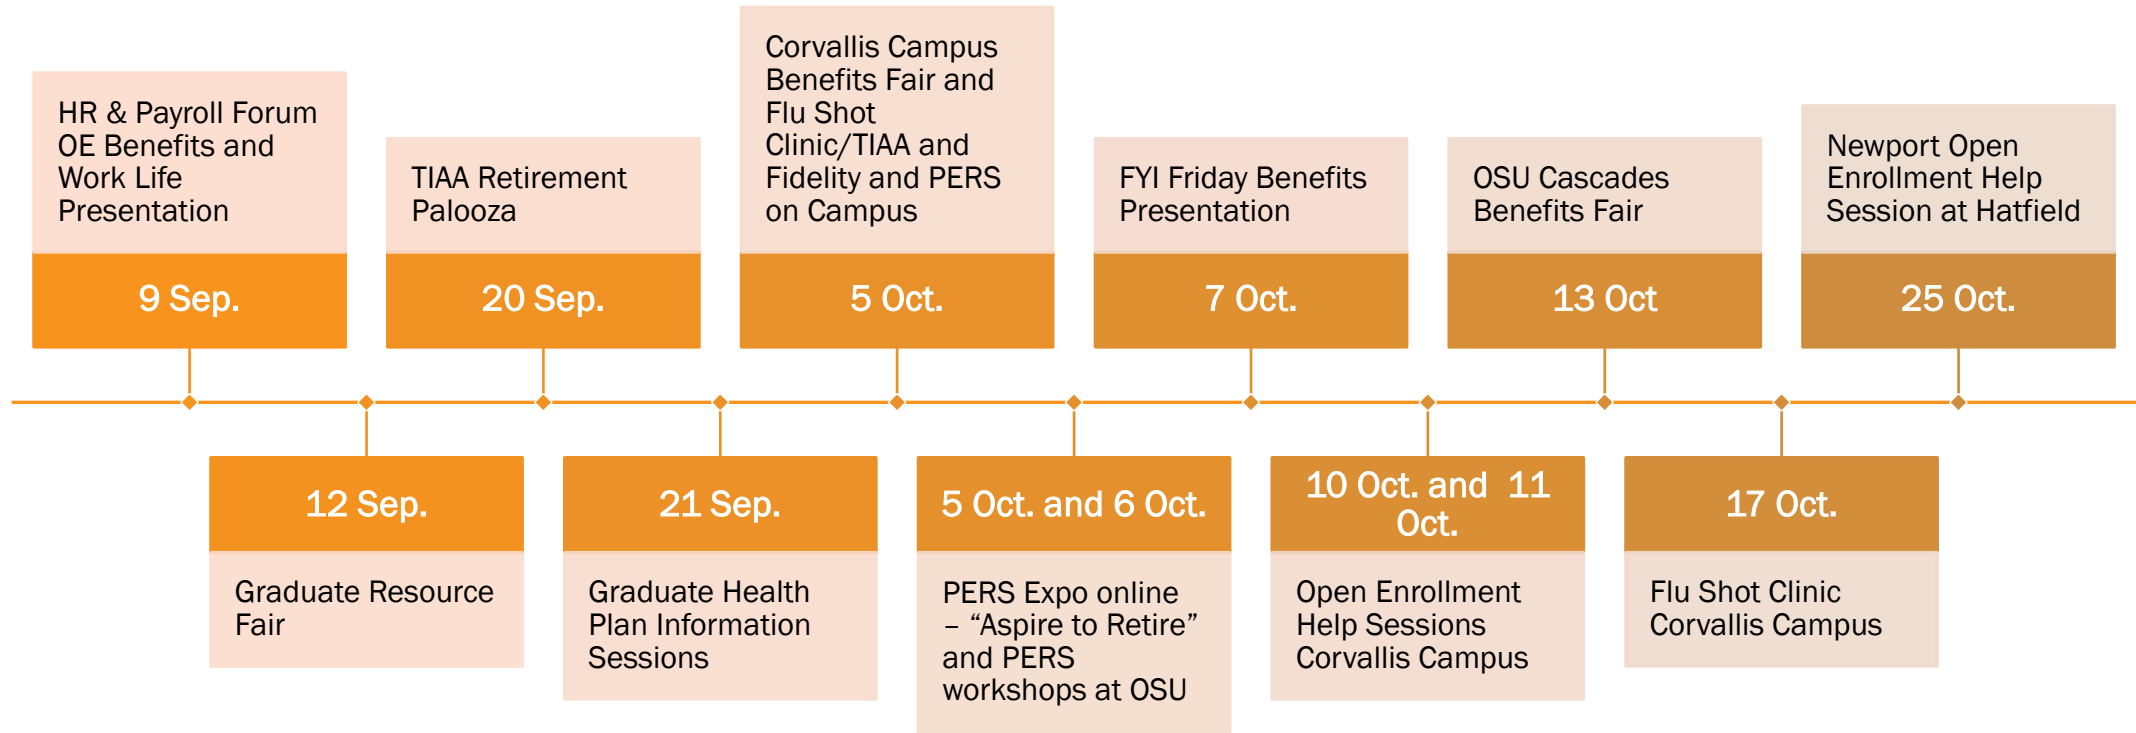 HR & Payroll Forum
OE Benefits and
Work Life
Presentation
9 Sep.
12 Sep.
Graduate Resource
Fair
TIAA Retirement
Palooza
20 Sep.
21 Sep.
Graduate Health
Plan Information
Sessions
Corvallis Campus
Benefits Fair and
Flu Shot
Clinic/TIAA and
Fidelity and PERS
on Campus
5 Oct.
5 Oct. and 6 Oct.
PERS Expo online
– “Aspire to Retire”
and PERS
workshops at OSU
FYI Friday Benefits
Presentation
7 Oct.
10 Oct. and  11
Oct.
Open Enrollment
Help Sessions
Corvallis Campus
OSU Cascades
Benefits Fair
13 Oct
17 Oct.
Flu Shot Clinic
Corvallis Campus
Newport Open
Enrollment Help
Session at Hatfield
25 Oct.